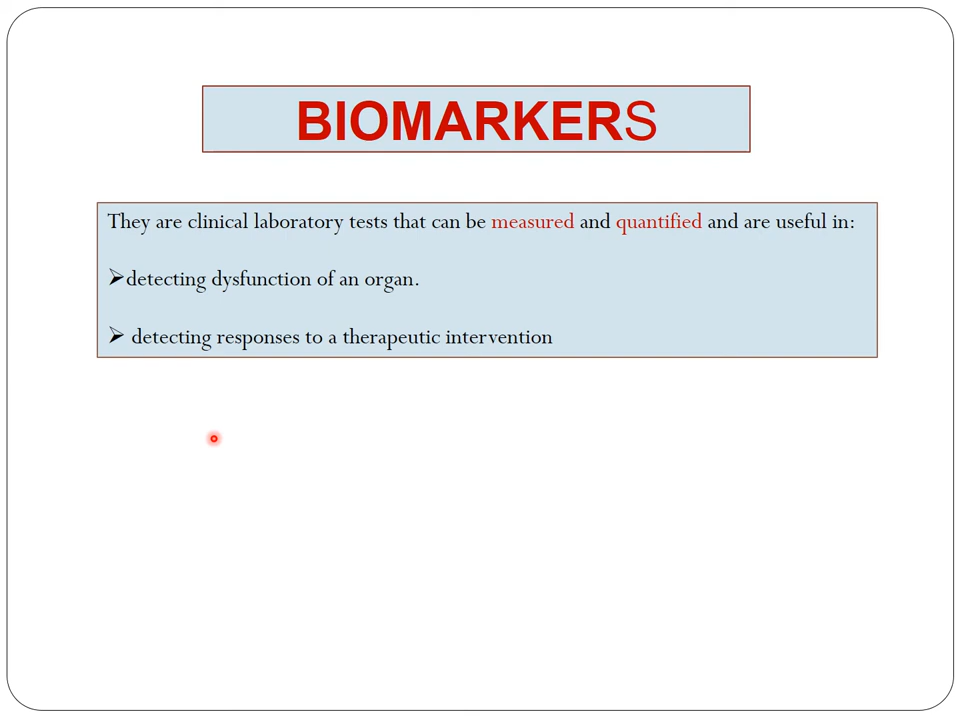 BIOMARKERS
They are clinical laboratory tests that can be measured and quantified and are useful in:
➢detecting dysfunction of an organ.
➢ detecting responses to a therapeutic intervention